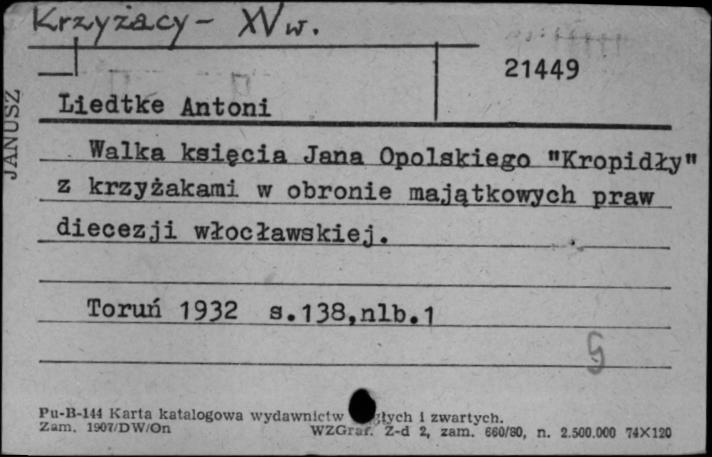 Krzyżacy - XV w.
21449
JANUSZ
Liedtke Antoni
Walka księcia Jana Opolskiego "Kropidły"
z krzyżakami w obronie majątkowych praw
diecezji włocławskiej.
Toruń 1932 s.138,nlb.1
5
Pu-B-144 Karta katalogowa wydawnictw i zwartych.
Zam. 1907/DW/On WZGraf. Z-d 2, zam. 660/80, n. 2.500.000 74X120